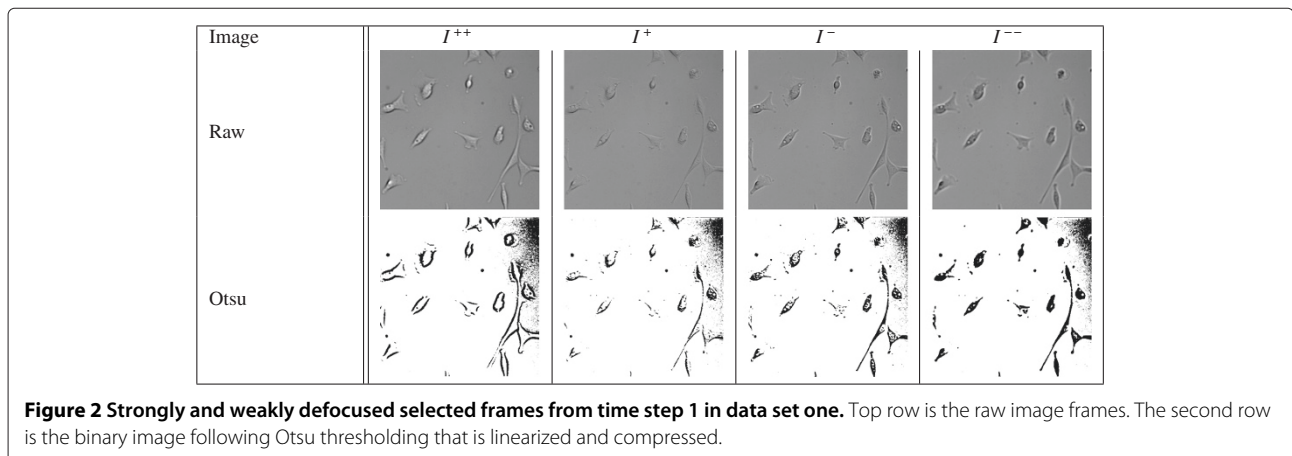 Image I⁺⁺ I⁺ I⁻ I⁻⁻
Raw
Otsu
Figure 2 Strongly and weakly defocused selected frames from time step 1 in data set one. Top row is the raw image frames. The second row
is the binary image following Otsu thresholding that is linearized and compressed.